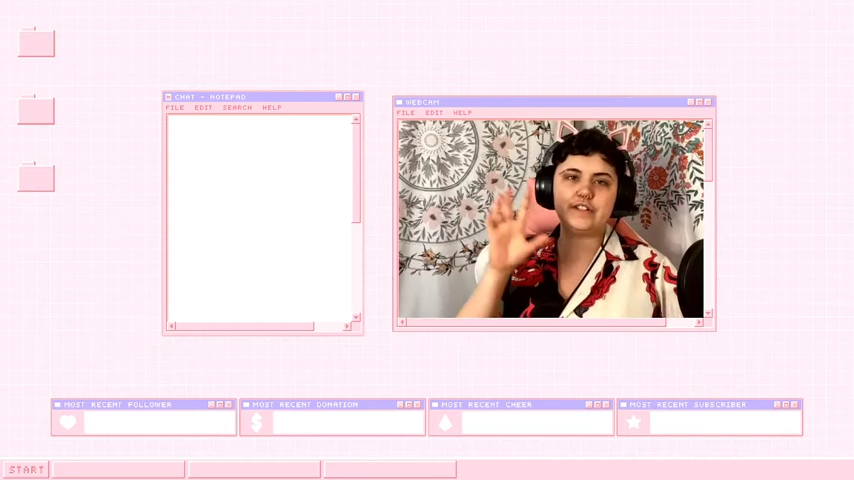 CHAT - NOTEPAD
FILE EDIT SEARCH HELP
WEBCAM
FILE EDIT HELP
MOST RECENT FOLLOWER
MOST RECENT DONATION
MOST RECENT CHEER
MOST RECENT SUBSCRIBER
START